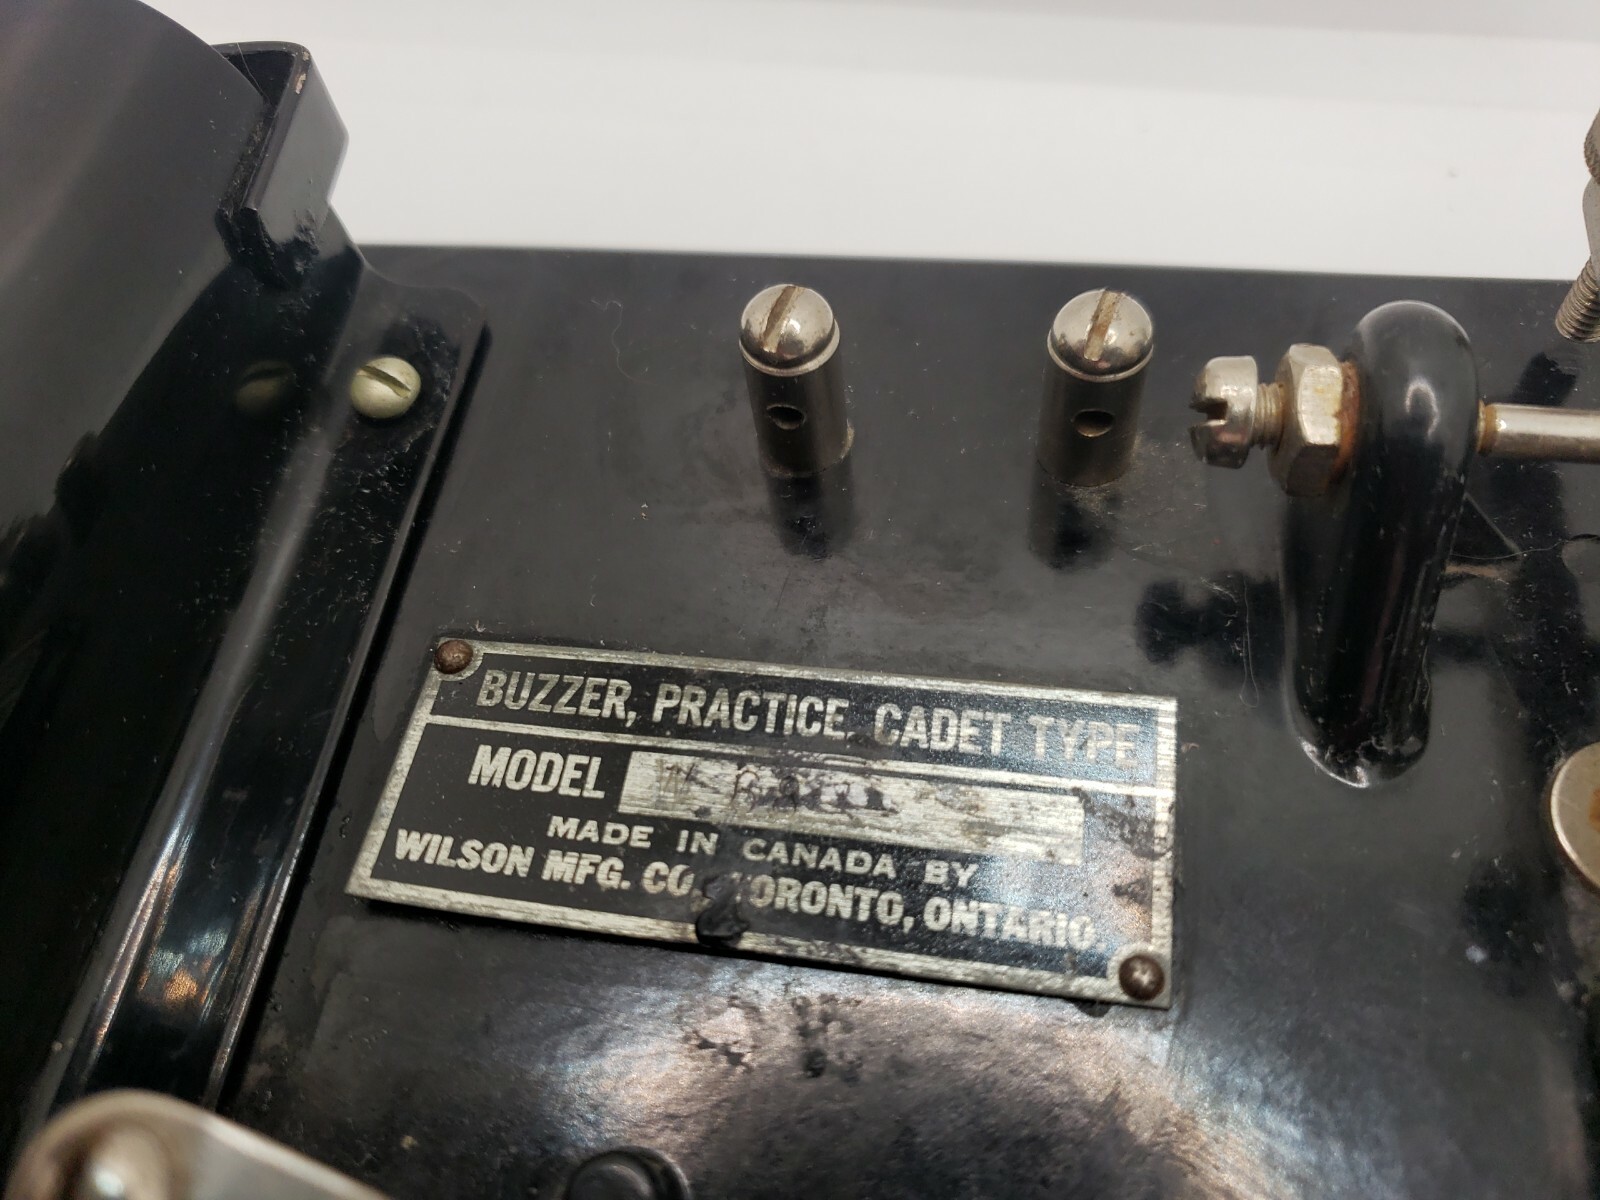 BUZZER, PRACTICE CADET TYPE
MODEL
MADE IN CANADA BY
WILSON MFG. CO., TORONTO, ONTARIO.